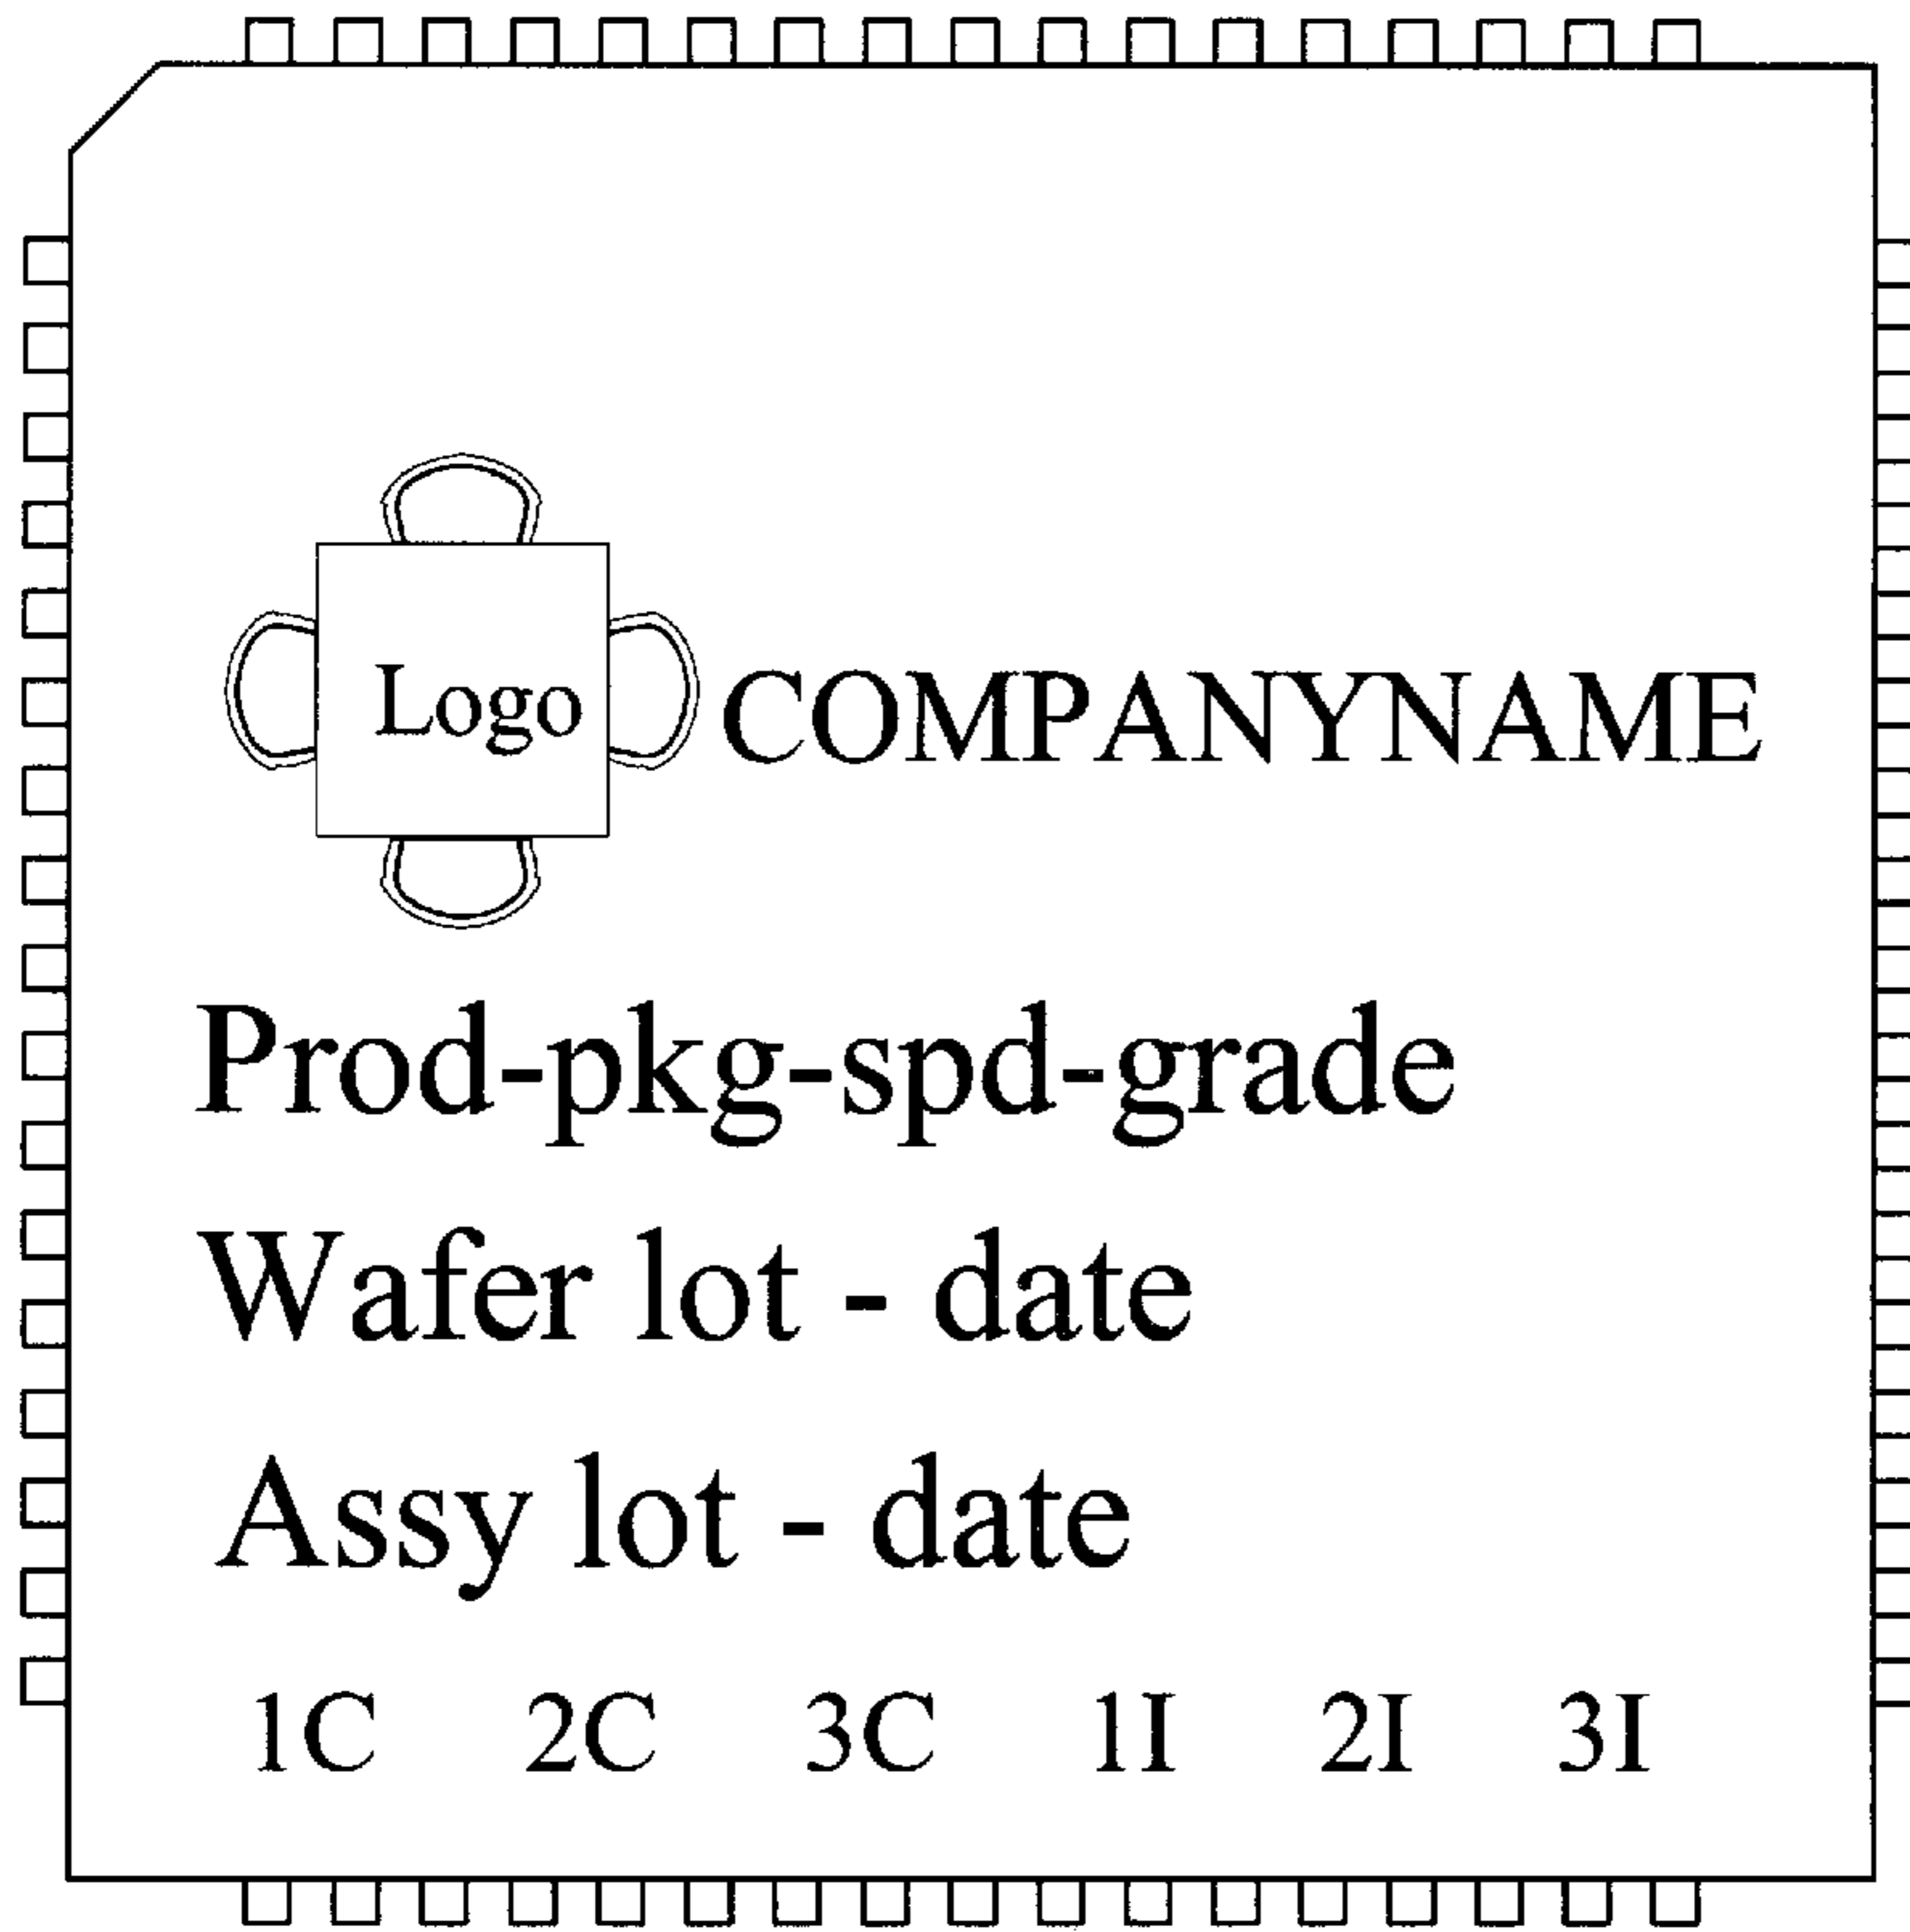 Logo COMPANYNAME
Prod-pkg-spd-grade
Wafer lot - date
Assy lot - date
1C 2C 3C 1I 2I 3I